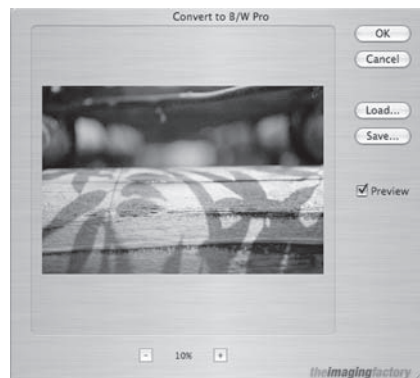 Convert to B/W Pro
OK
Cancel
Load...
Save...
Preview
- 10% +
theimagingfactory